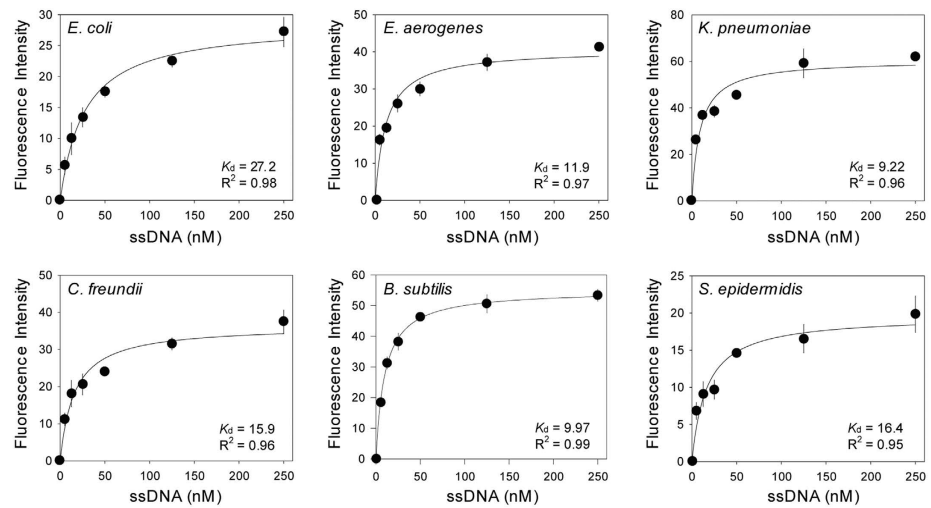 E. coli
Fluorescence Intensity
30
25
20
15
10
5
0
Kd = 27.2
R2 = 0.98
0 50 100 150 200 250
ssDNA (nM)
E. aerogenes
Fluorescence Intensity
50
40
30
20
10
0
Kd = 11.9
R2 = 0.97
0 50 100 150 200 250
ssDNA (nM)
K. pneumoniae
Fluorescence Intensity
80
60
40
20
0
Kd = 9.22
R2 = 0.96
0 50 100 150 200 250
ssDNA (nM)
C. freundii
Fluorescence Intensity
50
40
30
20
10
0
Kd = 15.9
R2 = 0.96
0 50 100 150 200 250
ssDNA (nM)
B. subtilis
Fluorescence Intensity
60
50
40
30
20
10
0
Kd = 9.97
R2 = 0.99
0 50 100 150 200 250
ssDNA (nM)
S. epidermidis
Fluorescence Intensity
25
20
15
10
5
0
Kd = 16.4
R2 = 0.95
0 50 100 150 200 250
ssDNA (nM)